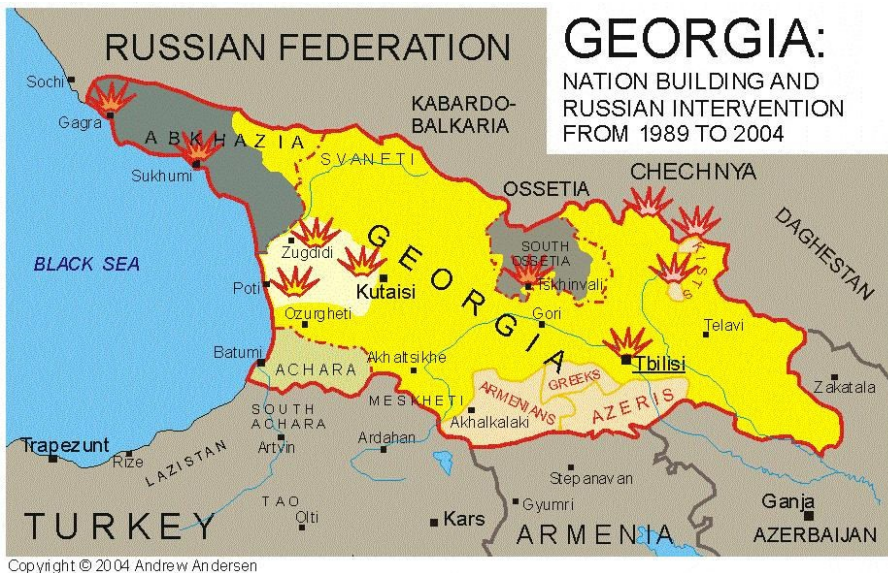 GEORGIA:
NATION BUILDING AND
RUSSIAN INTERVENTION
FROM 1989 TO 2004
RUSSIAN FEDERATION
Sochi
Gagra
ABKHAZIA
Sukhumi
SVANETI
KABARDO-
BALKARIA
OSSETIA
CHECHNYA
DAGHESTAN
KISTS
SOUTH
OSSETIA
Tskhinvali
BLACK SEA
Zugdidi
GEORGIA
Poti
Kutaisi
Ozurgheti
Gori
Telavi
Tbilisi
Batumi
ACHARA
Akhaltsikhe
MESKHETI
ARMENIANS
GREEKS
AZERIS
Akhalkalaki
Zakatala
SOUTH
ACHARA
Artvin
Ardahan
Trapezunt
Rize
LAZISTAN
TAO
Olti
TURKEY
Kars
Stepanavan
Gyumri
ARMENIA
Ganja
AZERBAIJAN
Copyright © 2004 Andrew Andersen